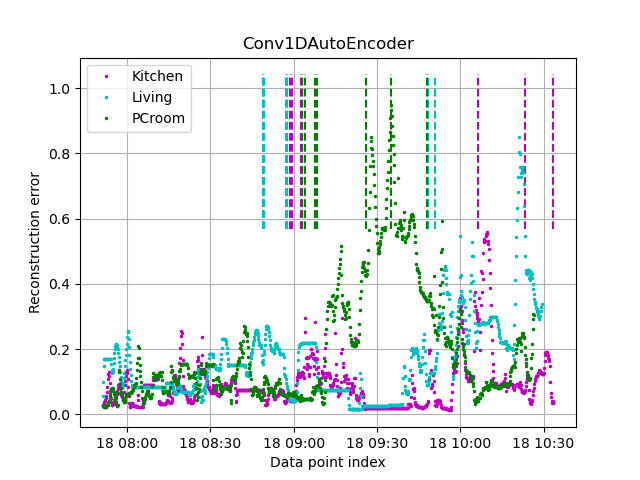 Conv1DAutoEncoder
Kitchen
Living
PCroom
1.0
0.8
0.6
0.4
0.2
0.0
Reconstruction error
18 08:00 18 08:30 18 09:00 18 09:30 18 10:00 18 10:30
Data point index